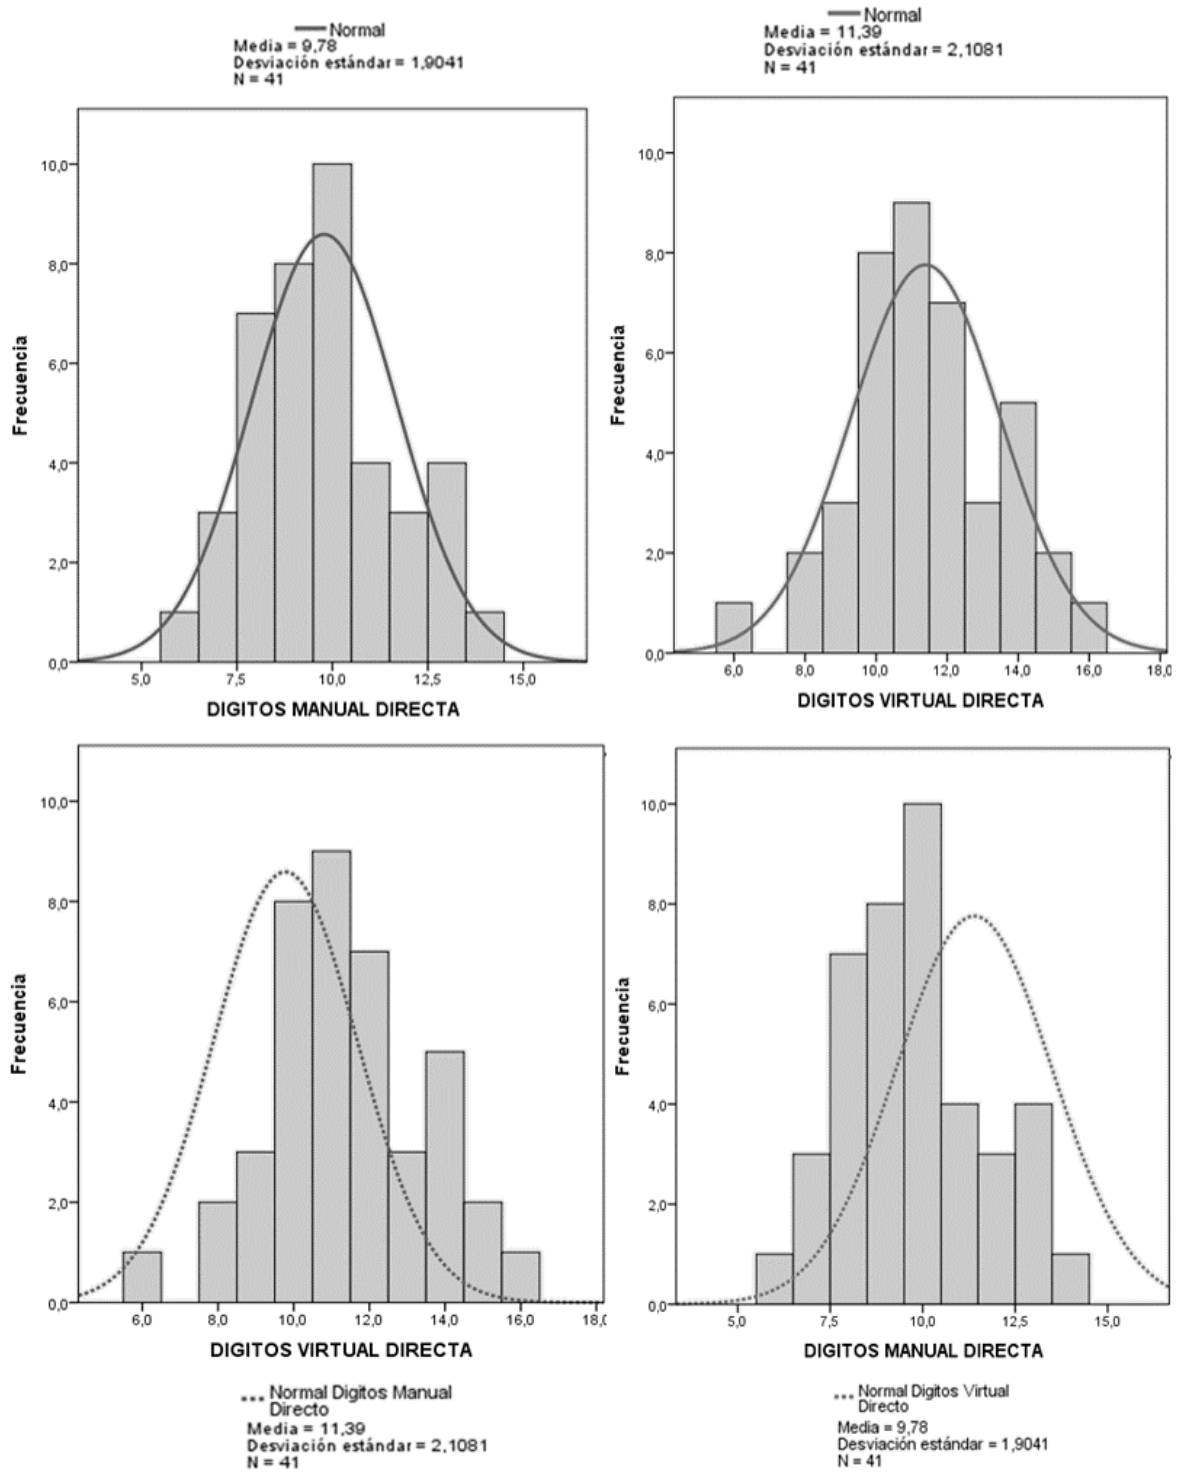 Normal
Media = 9,78
Desviación estándar = 1,9041
N = 41
10,0
8,0
6,0
4,0
2,0
0,0
Frecuencia
5,0 7,5 10,0 12,5 15,0
DIGITOS MANUAL DIRECTA
Normal
Media = 11,39
Desviación estándar = 2,1081
N = 41
10,0
8,0
6,0
4,0
2,0
0,0
Frecuencia
6,0 8,0 10,0 12,0 14,0 16,0 18,0
DIGITOS VIRTUAL DIRECTA
10,0
8,0
6,0
4,0
2,0
0,0
Frecuencia
6,0 8,0 10,0 12,0 14,0 16,0 18,0
DIGITOS VIRTUAL DIRECTA
Normal Digitos Manual
Directo
Media = 11,39
Desviación estándar = 2,1081
N = 41
10,0
8,0
6,0
4,0
2,0
0,0
Frecuencia
5,0 7,5 10,0 12,5 15,0
DIGITOS MANUAL DIRECTA
Normal Digitos Virtual
Directo
Media = 9,78
Desviación estándar = 1,9041
N = 41